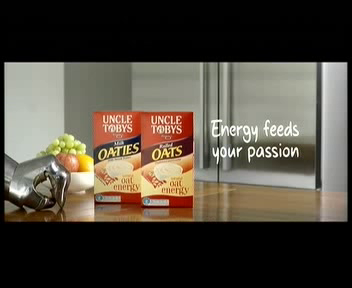 UNCLE
TOBYS
Milk
OATIES
oat
energy
UNCLE
TOBYS
Rolled
OATS
oat
energy
Energy feeds
your passion